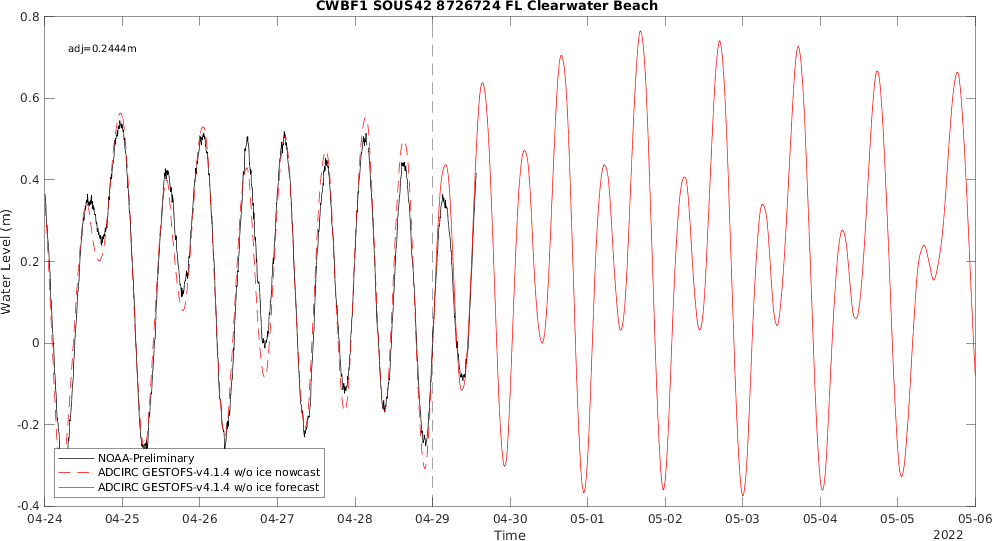 CWBF1 SOUS42 8726724 FL Clearwater Beach
adj=0.2444m
0.8
0.6
0.4
0.2
0
-0.2
-0.4
Water Level (m)
NOAA-Preliminary
ADCIRC GESTOFS-v4.1.4 w/o ice nowcast
ADCIRC GESTOFS-v4.1.4 w/o ice forecast
04-24 04-25 04-26 04-27 04-28 04-29 04-30 05-01 05-02 05-03 05-04 05-05 05-06
Time
2022